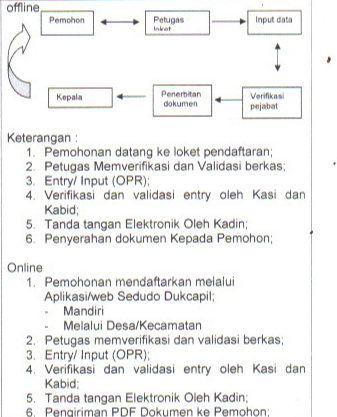 offline
Pemohon
Petugas
loket
Input data
Kepala
Penerbitan
dokumen
Verifikasi
pejabat
Keterangan :
1. Pemohonan datang ke loket pendaftaran;
2. Petugas Memverifikasi dan Validasi berkas;
3. Entry/ Input (OPR);
4. Verifikasi dan validasi entry oleh Kasi dan
Kabid;
5. Tanda tangan Elektronik Oleh Kadin;
6. Penyerahan dokumen Kepada Pemohon;
Online
1. Pemohonan mendaftarkan melalui
Aplikasi/web Sedudo Dukcapil;
- Mandiri
- Melalui Desa/Kecamatan
2. Petugas memverifikasi dan validasi berkas;
3. Entry/ Input (OPR);
4. Verifikasi dan validasi entry oleh Kasi dan
Kabid;
5. Tanda tangan Elektronik Oleh Kadin;
6. Pengiriman PDF Dokumen ke Pemohon;